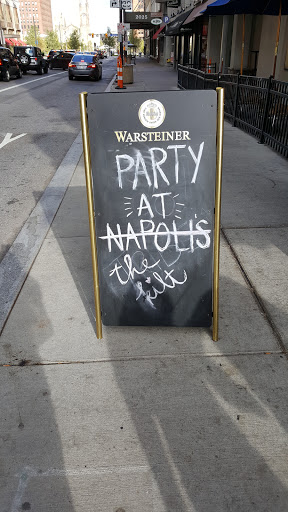 WARSTEINER
PARTY
AT
NAPOLIS
the
kilt